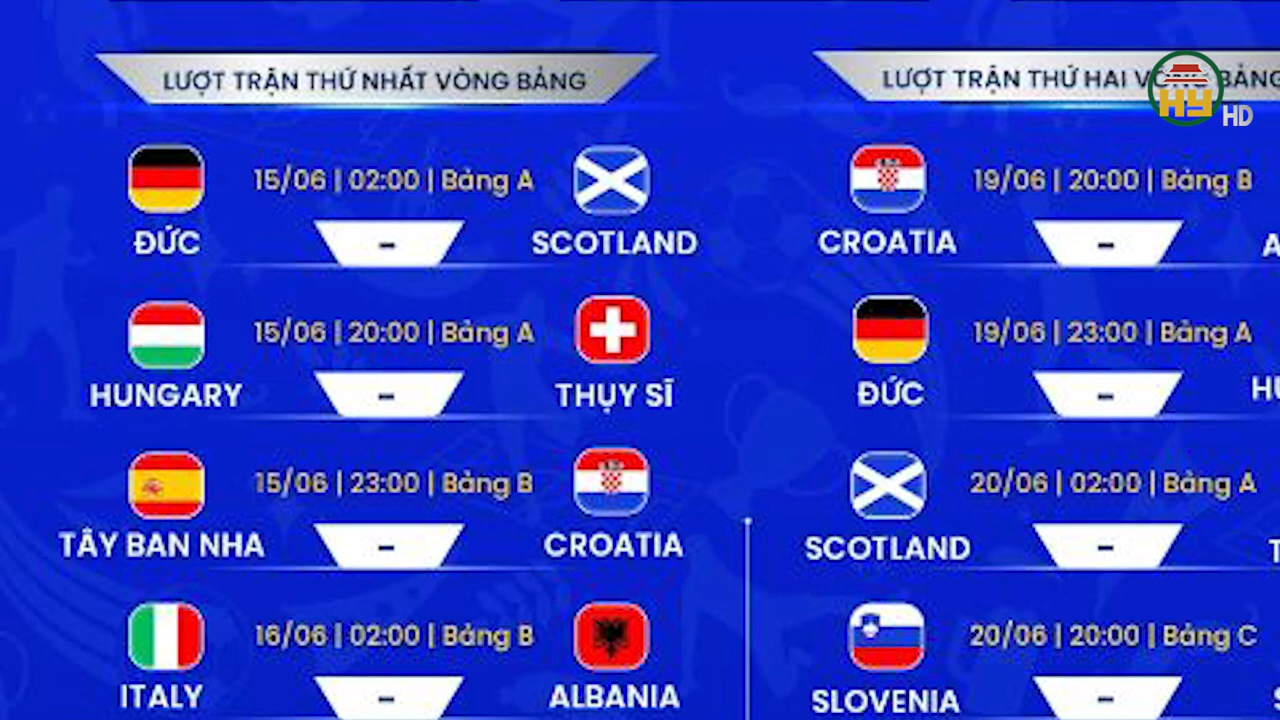 LƯỢT TRẬN THỨ NHẤT VÒNG BẢNG
15/06 | 02:00 | Bảng A
ĐỨC - SCOTLAND
15/06 | 20:00 | Bảng A
HUNGARY - THỤY SĨ
15/06 | 23:00 | Bảng B
TÂY BAN NHA - CROATIA
16/06 | 02:00 | Bảng B
ITALY - ALBANIA
LƯỢT TRẬN THỨ HAI VÒNG BẢNG
HY HD
19/06 | 20:00 | Bảng B
CROATIA -
19/06 | 23:00 | Bảng A
ĐỨC -
20/06 | 02:00 | Bảng A
SCOTLAND -
20/06 | 20:00 | Bảng C
SLOVENIA -